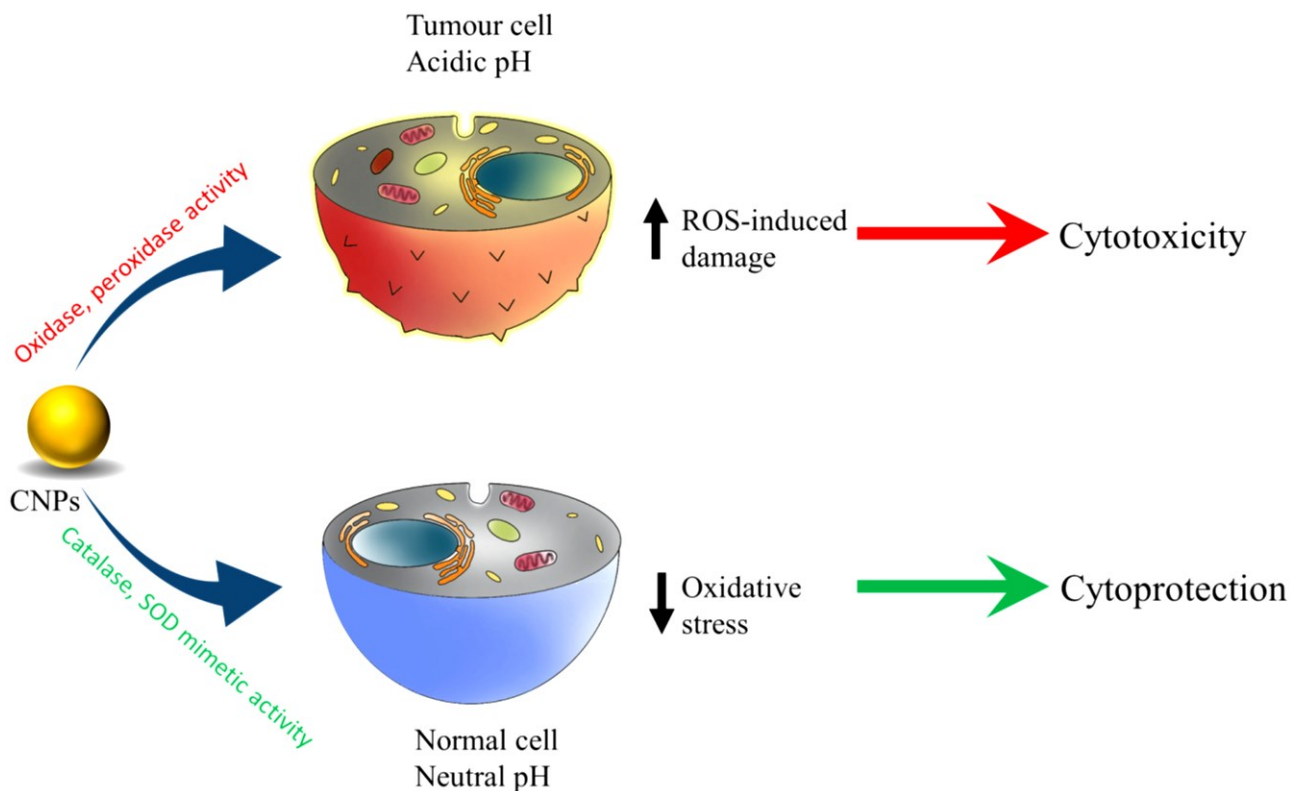 Tumour cell
Acidic pH
Oxidase, peroxidase activity
ROS-induced
damage
Cytotoxicity
CNPs
Catalase, SOD mimetic activity
Oxidative
stress
Cytoprotection
Normal cell
Neutral pH